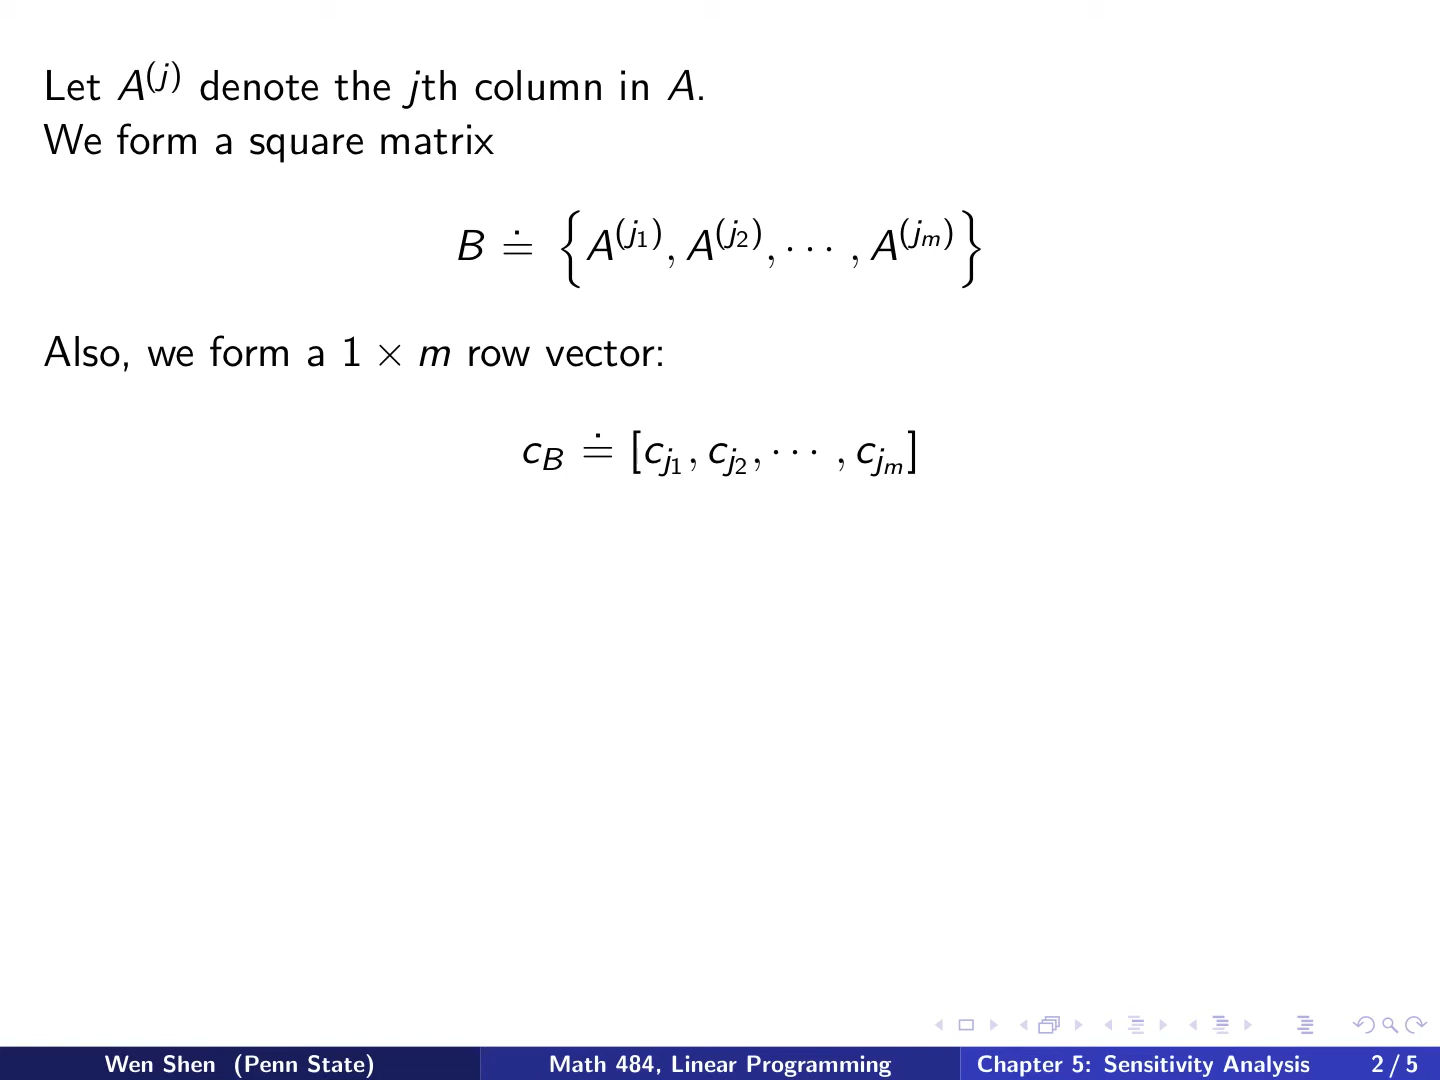 Let A^(j) denote the jth column in A.
We form a square matrix
B ≐ {A^(j₁), A^(j₂), ⋯ , A^(jₘ)}
Also, we form a 1 × m row vector:
c_B ≐ [c_{j₁}, c_{j₂}, ⋯ , c_{jₘ}]
Wen Shen (Penn State) Math 484, Linear Programming Chapter 5: Sensitivity Analysis 2 / 5